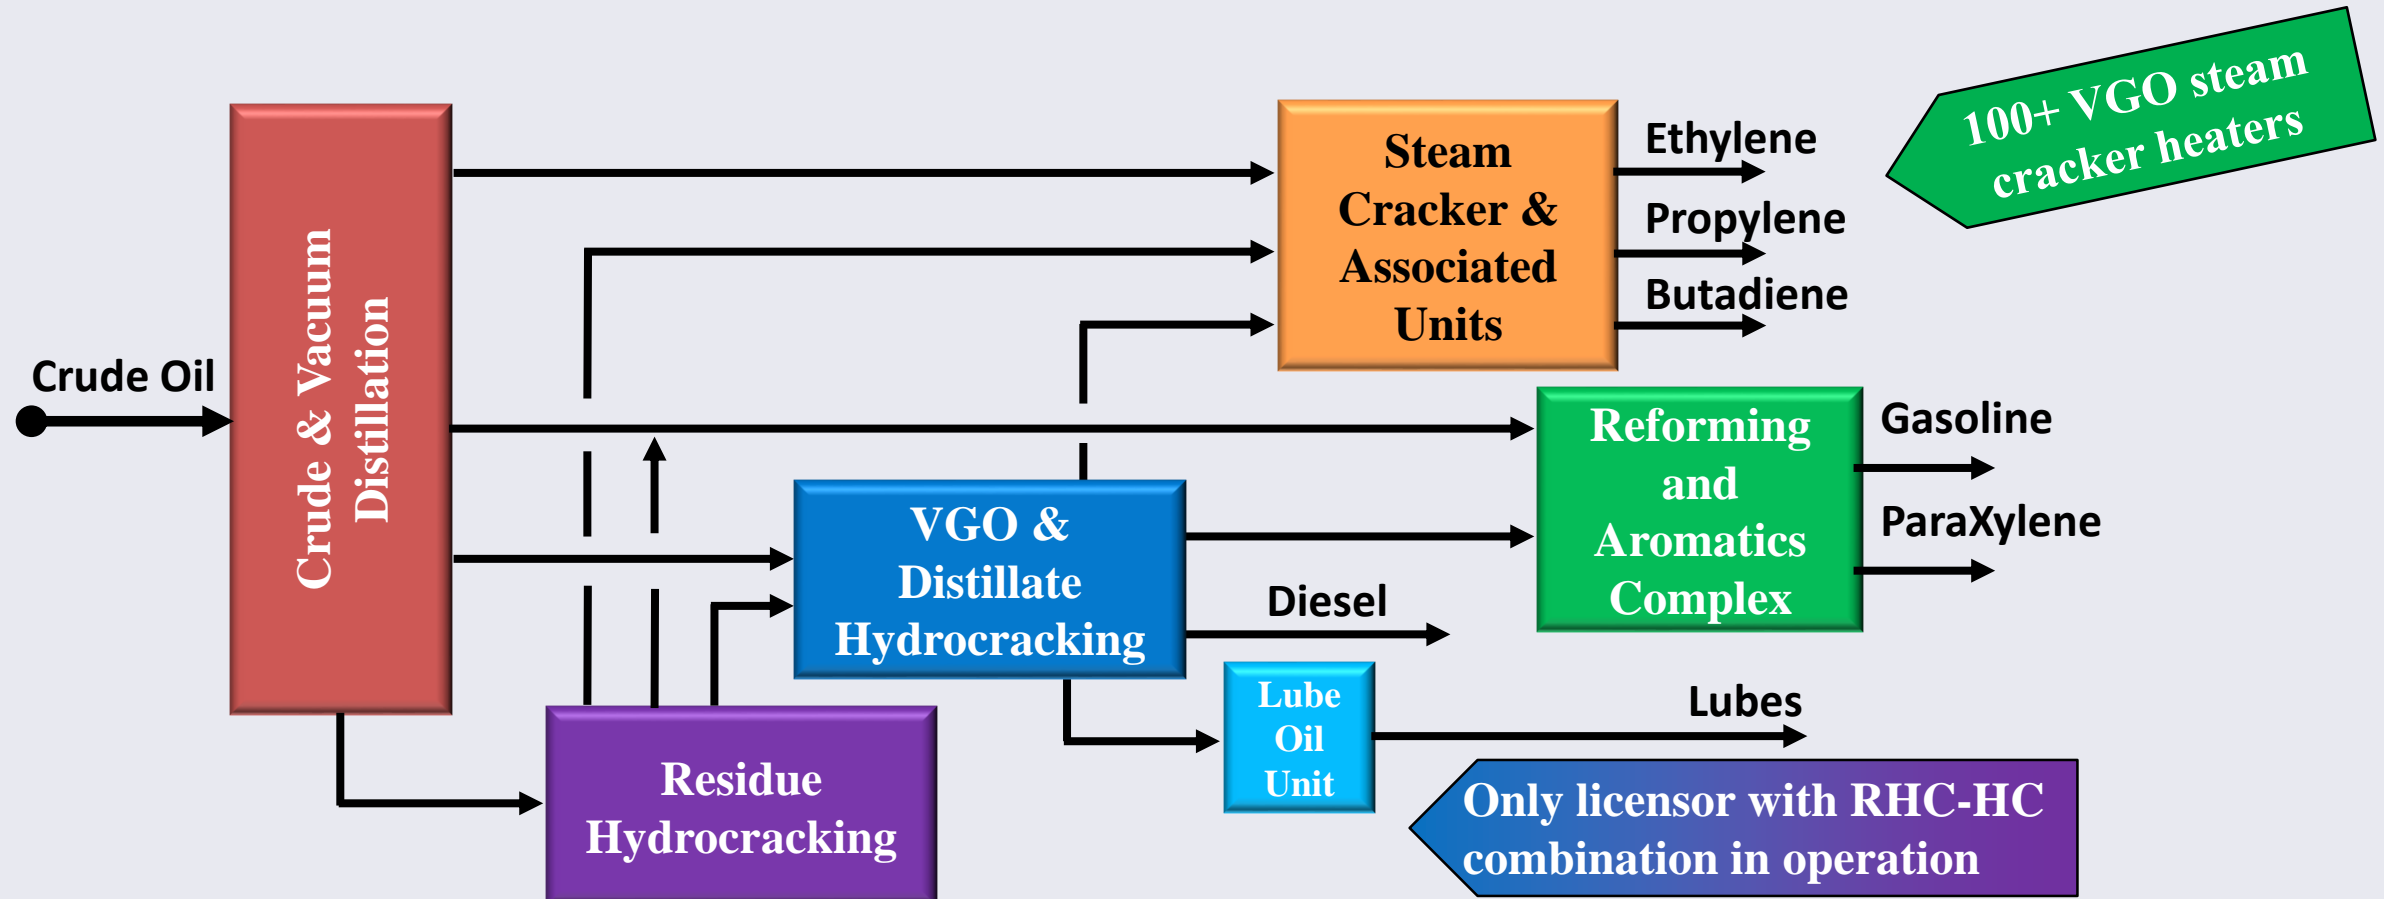 Crude Oil
Crude & Vacuum
Distillation
Steam
Cracker &
Associated
Units
Ethylene
Propylene
Butadiene
100+ VGO steam
cracker heaters
Reforming
and
Aromatics
Complex
Gasoline
ParaXylene
VGO &
Distillate
Hydrocracking
Diesel
Lube
Oil
Unit
Lubes
Residue
Hydrocracking
Only licensor with RHC-HC
combination in operation